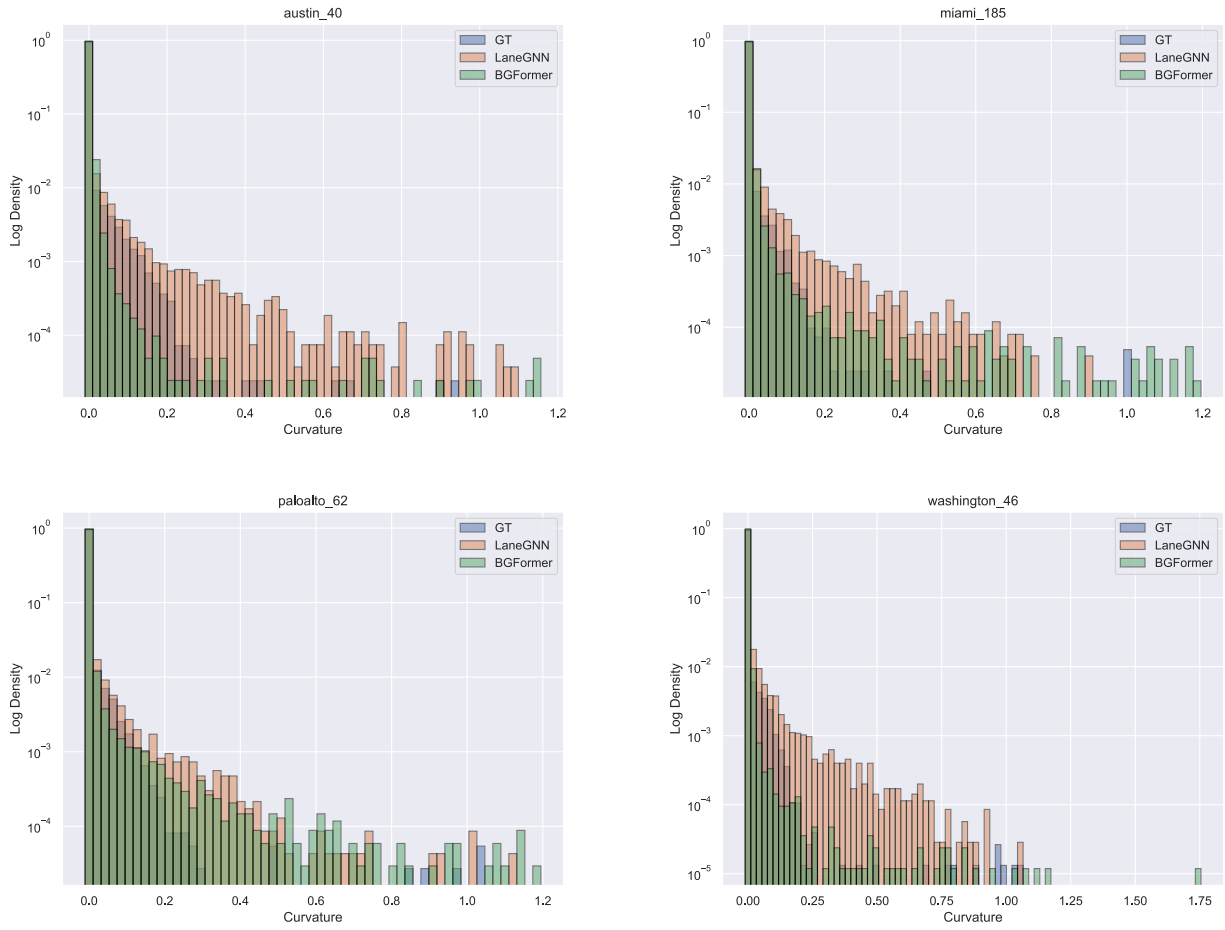 austin_40
GT
LaneGNN
BGFormer
10^0
10^-1
10^-2
10^-3
10^-4
Log Density
0.0 0.2 0.4 0.6 0.8 1.0 1.2
Curvature
miami_185
GT
LaneGNN
BGFormer
10^0
10^-1
10^-2
10^-3
10^-4
Log Density
0.0 0.2 0.4 0.6 0.8 1.0 1.2
Curvature
paloalto_62
GT
LaneGNN
BGFormer
10^0
10^-1
10^-2
10^-3
10^-4
Log Density
0.0 0.2 0.4 0.6 0.8 1.0 1.2
Curvature
washington_46
GT
LaneGNN
BGFormer
10^0
10^-1
10^-2
10^-3
10^-4
10^-5
Log Density
0.00 0.25 0.50 0.75 1.00 1.25 1.50 1.75
Curvature